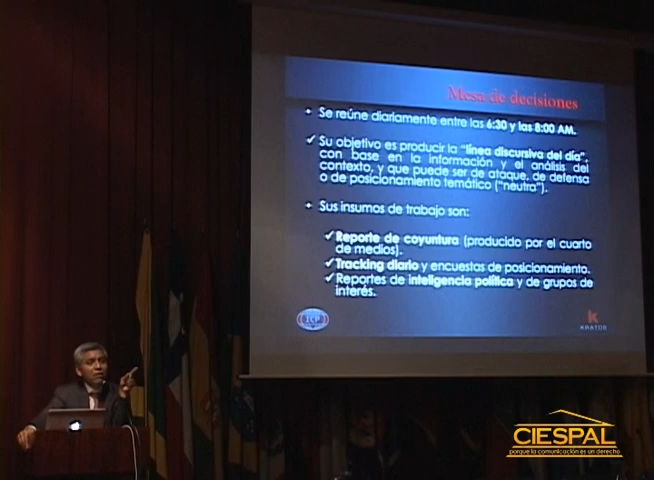 Mesa de decisiones
Se reúne diariamente entre las 6:30 y las 8:00 AM.
✓ Su objetivo es producir la "línea discursiva del día",
con base en la información y el análisis del
contexto, y que puede ser de ataque, de defensa
o de posicionamiento temático ("neutra").
Sus insumos de trabajo son:
✓ Reporte de coyuntura (producido por el cuarto
de medios).
✓ Tracking diario y encuestas de posicionamiento.
✓ Reportes de inteligencia política y de grupos de
interés.
ICP
K
KRATOS
CIESPAL
porque la comunicación es un derecho